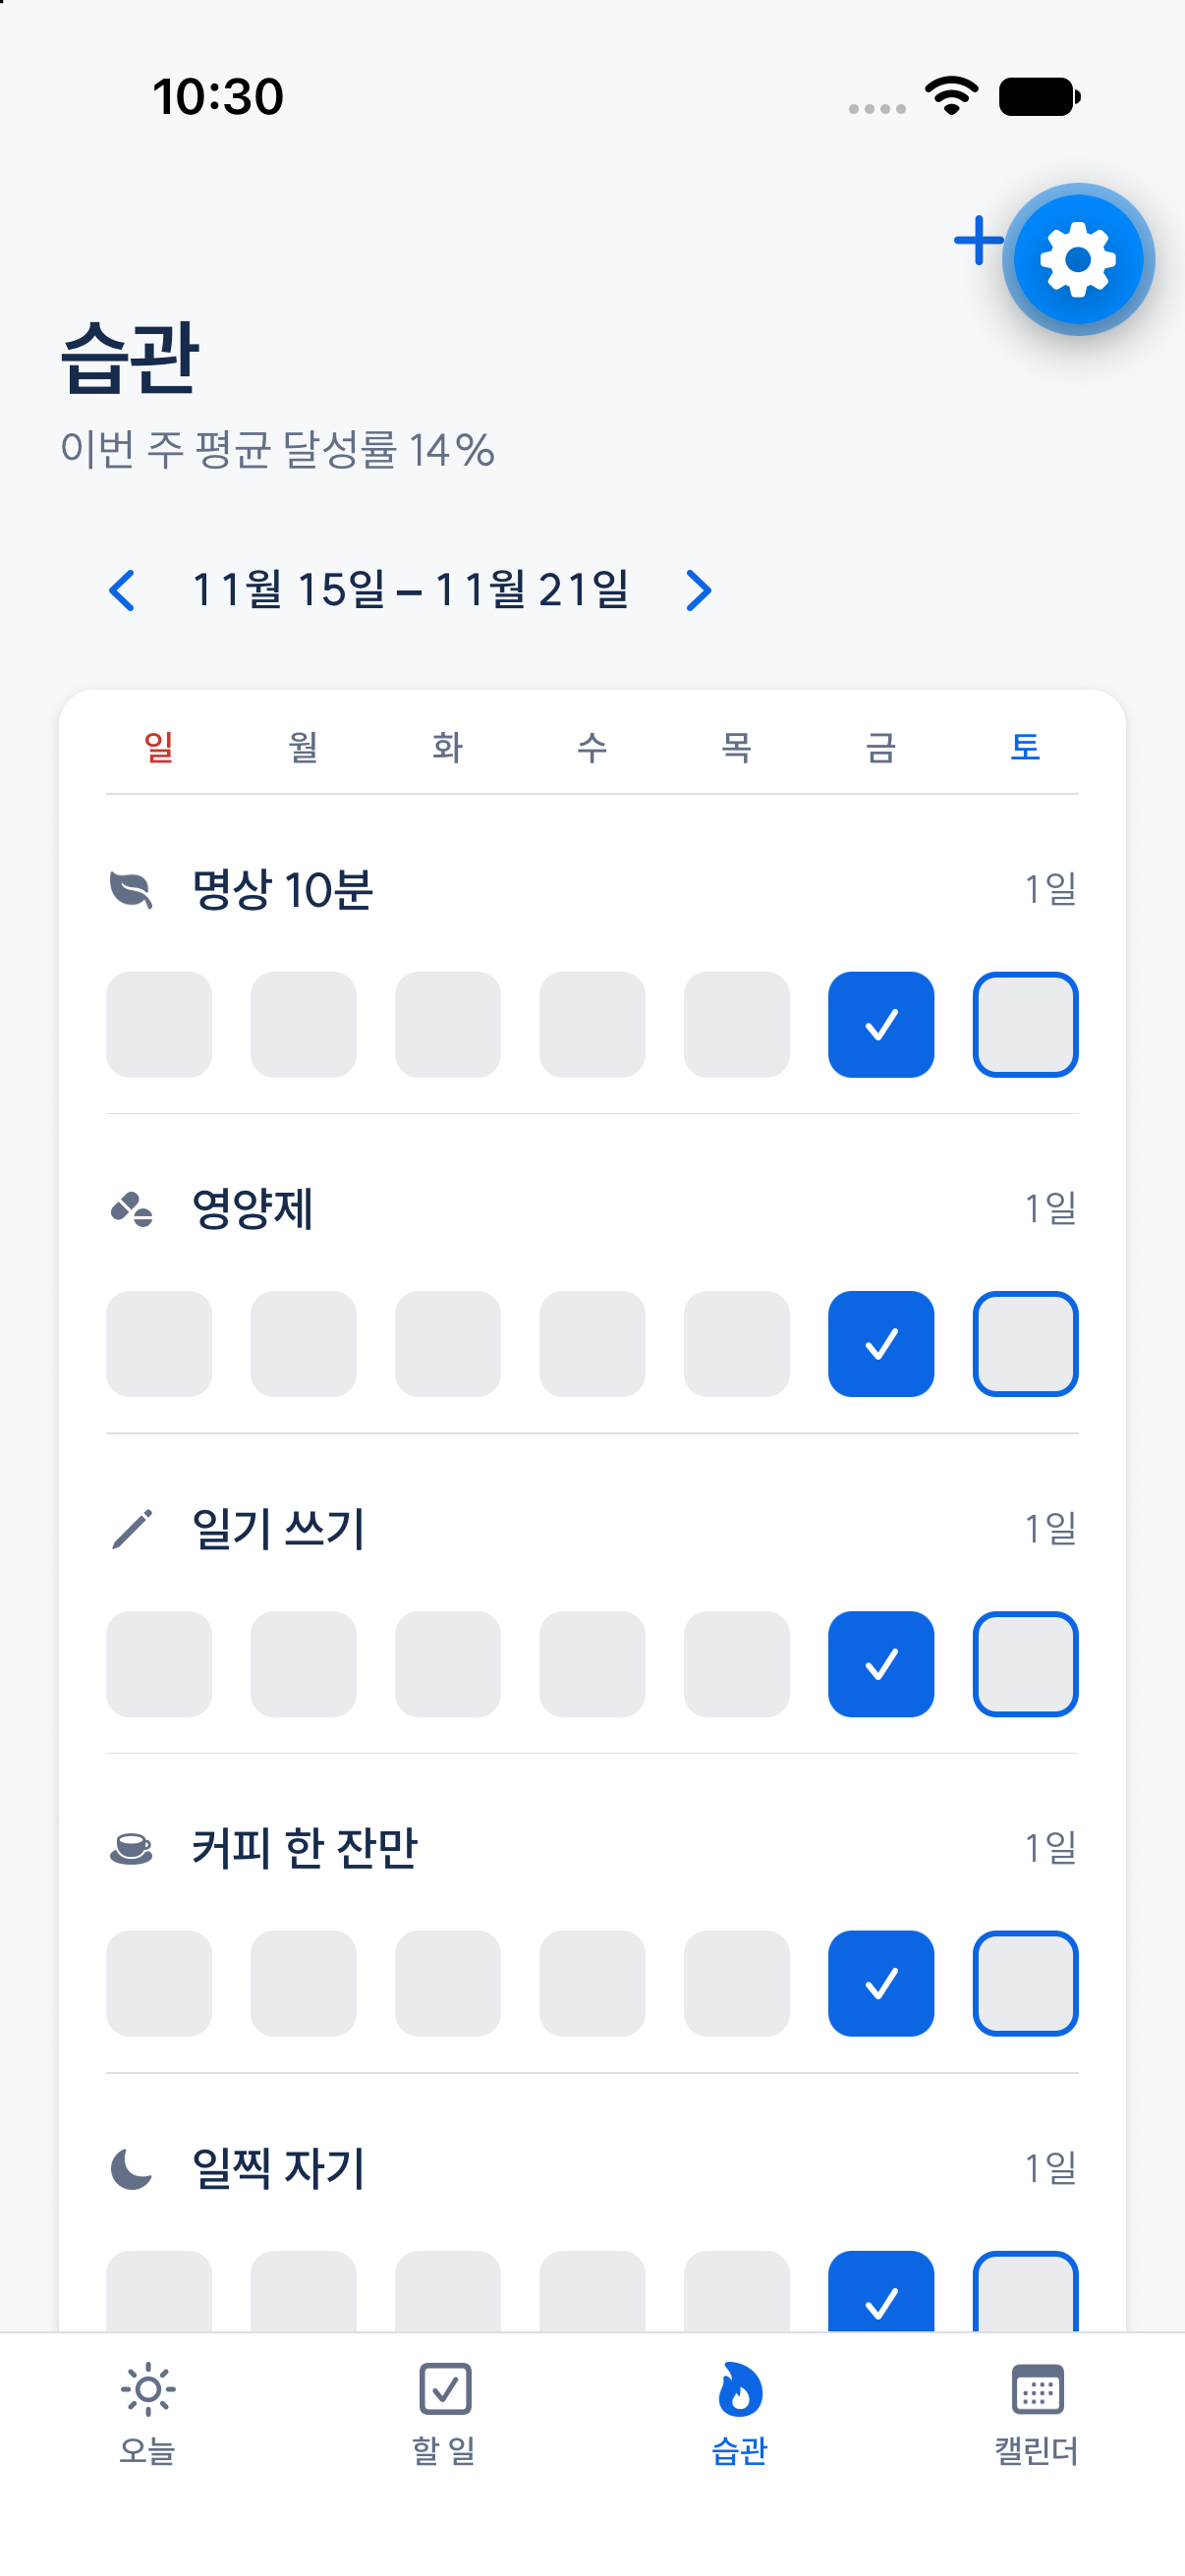 10:30
습관
이번 주 평균 달성률 14%
11월 15일 – 11월 21일
일 월 화 수 목 금 토
명상 10분 1일
영양제 1일
일기 쓰기 1일
커피 한 잔만 1일
일찍 자기 1일
오늘 할 일 습관 캘린더